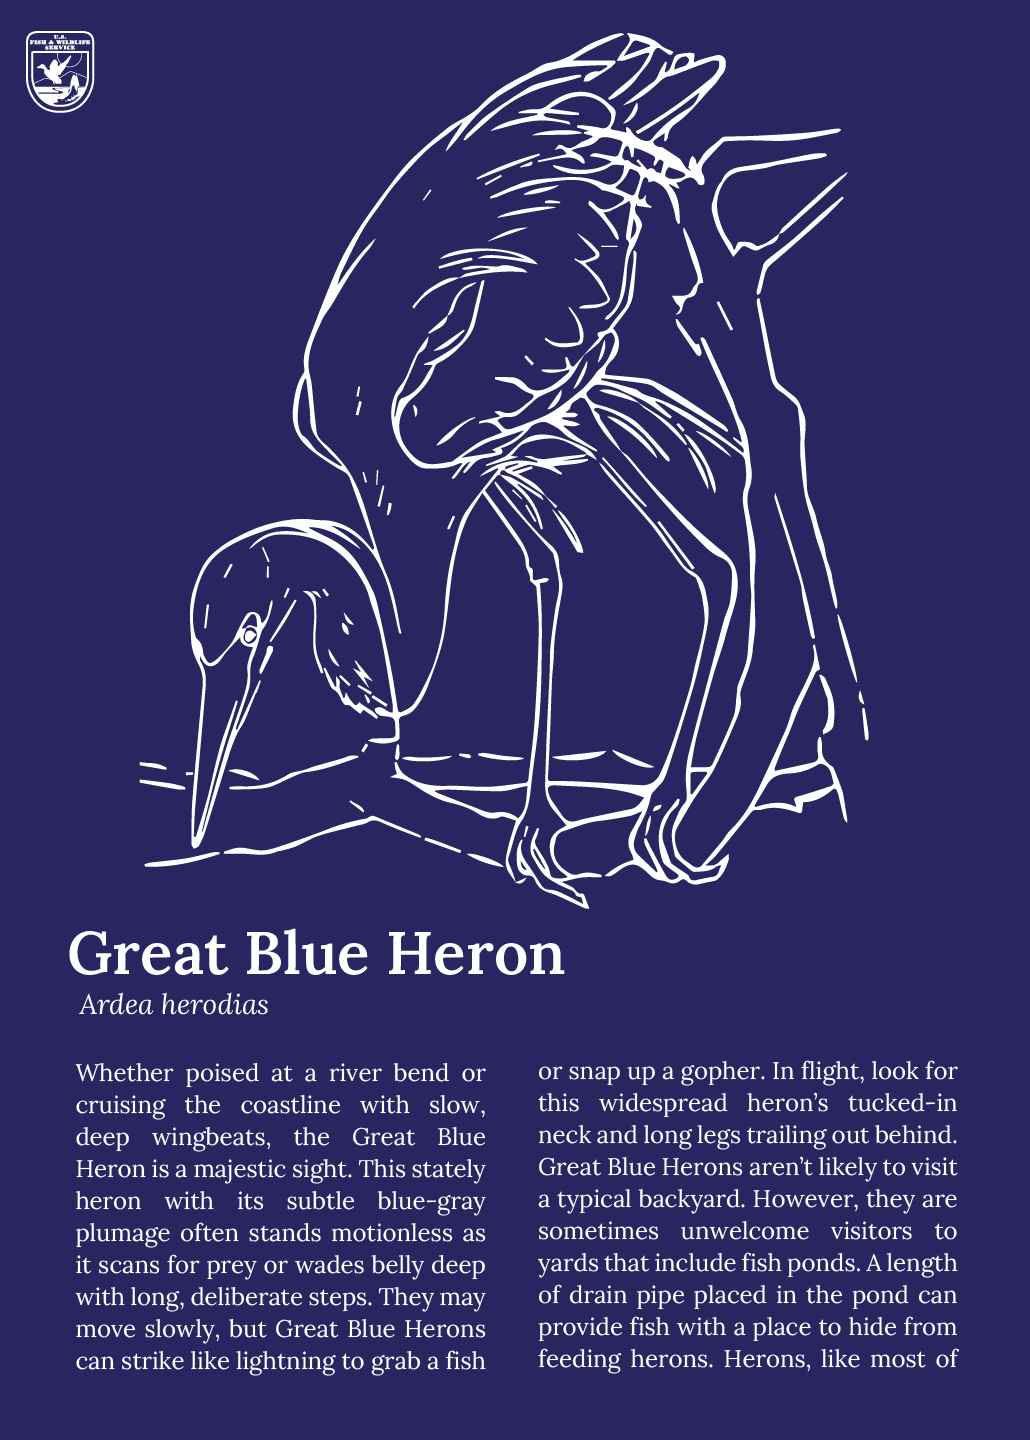 U.S.
FISH & WILDLIFE
SERVICE
Great Blue Heron
Ardea herodias
Whether poised at a river bend or
cruising the coastline with slow,
deep wingbeats, the Great Blue
Heron is a majestic sight. This stately
heron with its subtle blue-gray
plumage often stands motionless as
it scans for prey or wades belly deep
with long, deliberate steps. They may
move slowly, but Great Blue Herons
can strike like lightning to grab a fish
or snap up a gopher. In flight, look for
this widespread heron’s tucked-in
neck and long legs trailing out behind.
Great Blue Herons aren’t likely to visit
a typical backyard. However, they are
sometimes unwelcome visitors to
yards that include fish ponds. A length
of drain pipe placed in the pond can
provide fish with a place to hide from
feeding herons. Herons, like most of